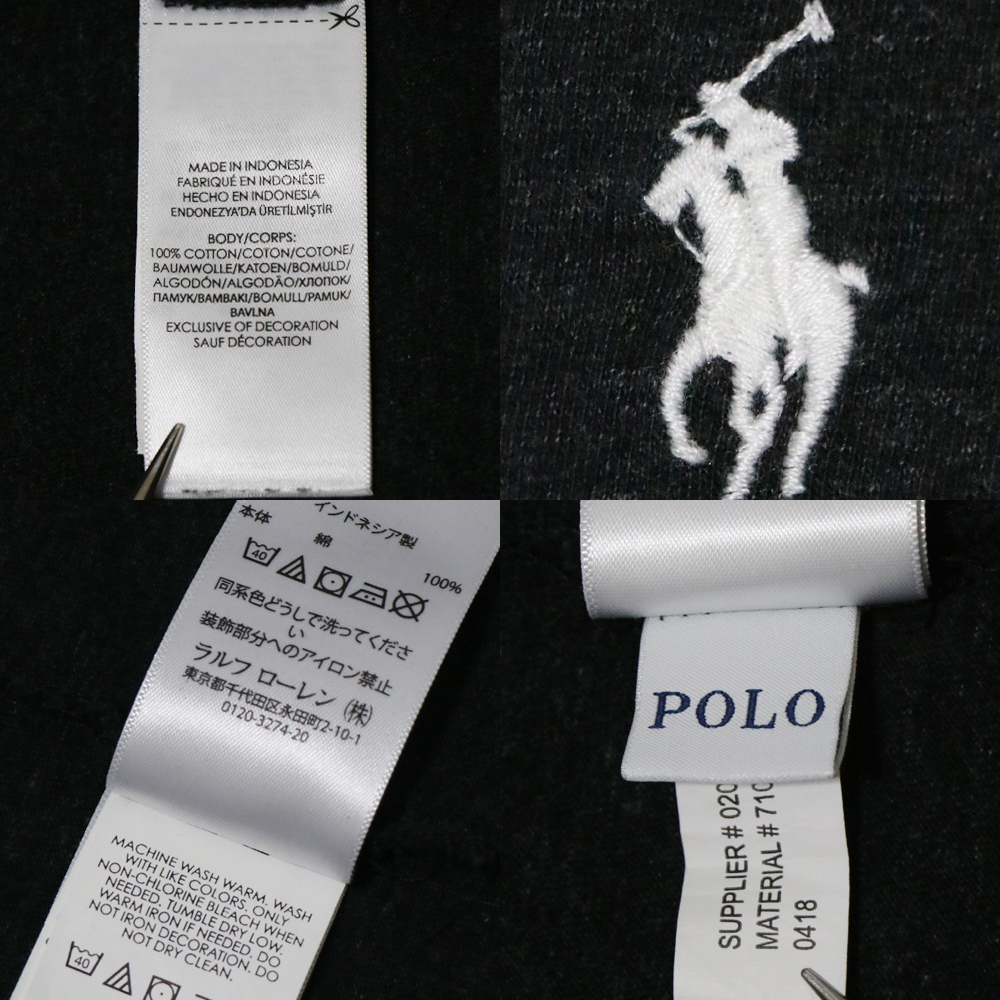 MADE IN INDONESIA
FABRIQUÉ EN INDONÉSIE
HECHO EN INDONESIA
ENDONEZYA'DA ÜRETİLMİŞTİR
BODY/CORPS:
100% COTTON/COTON/COTONE/
BAUMWOLLE/KATOEN/BOMULD/
ALGODÓN/ALGODÃO/ХЛОПОК/
ПАМУК/ΒΑΜΒΑΚΙ/BOMULL/PAMUK/
BAVLNA
EXCLUSIVE OF DECORATION
SAUF DÉCORATION
インドネシア製
本体
綿
100%
40
同系色どうしで洗ってくださ
い
装飾部分へのアイロン禁止
ラルフ ローレン (株)
東京都千代田区永田町2-10-1
0120-3274-20
MACHINE WASH WARM. WASH
WITH LIKE COLORS. ONLY
NON-CHLORINE BLEACH WHEN
NEEDED. TUMBLE DRY LOW.
WARM IRON IF NEEDED. DO
NOT IRON DECORATION. DO
NOT DRY CLEAN.
40
POLO
SUPPLIER # 020
MATERIAL # 710
0418